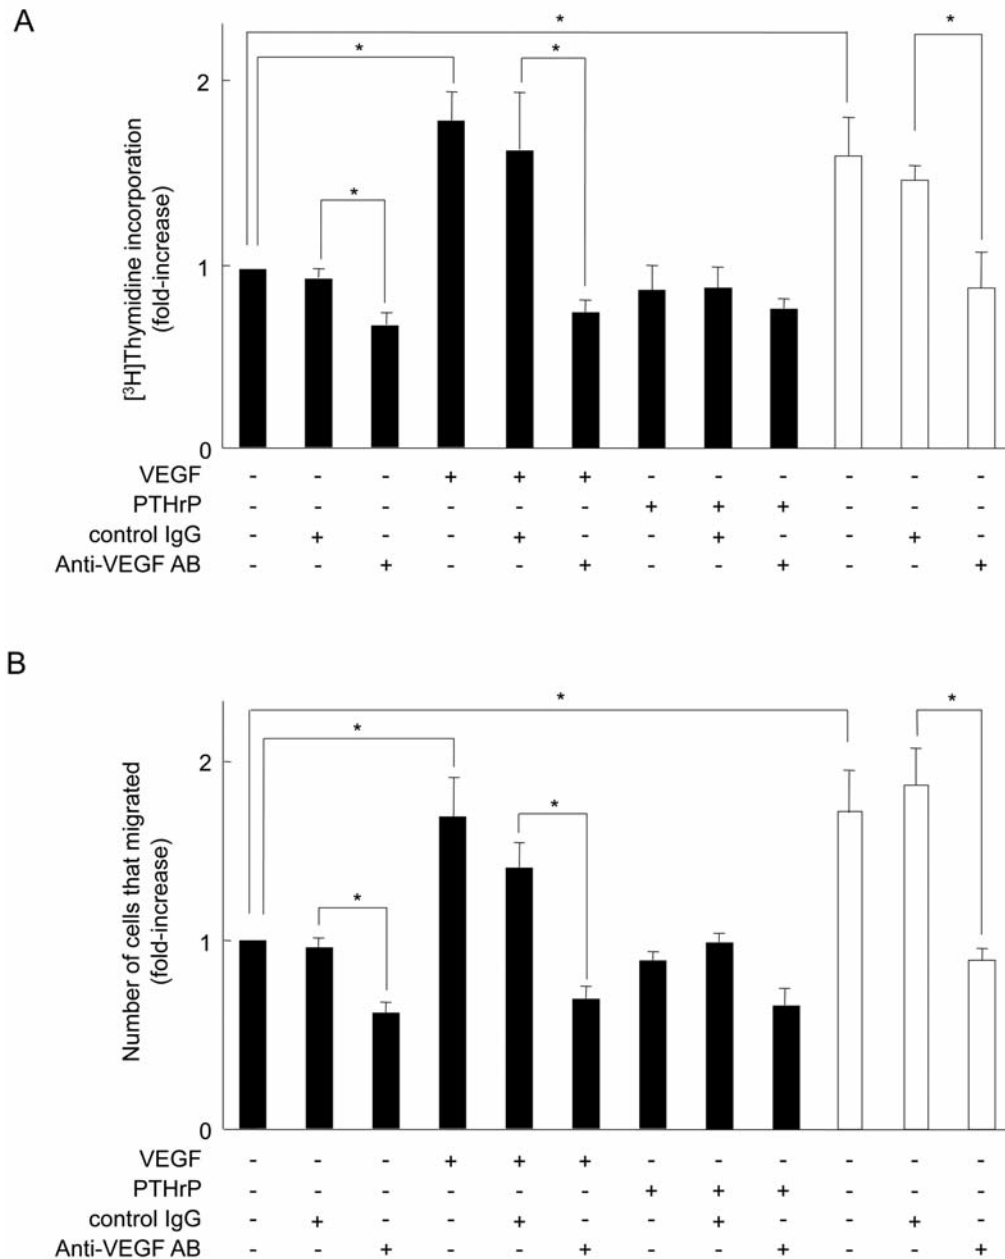 A
*
*
*
*
*
2
1
0
[³H]Thymidine incorporation
(fold-increase)
VEGF - - - + + + - - - - - -
PTHrP - - - - - - + + + - - -
control IgG - + - - + - - + - - + -
Anti-VEGF AB - - + - - + - - + - - +
B
*
*
*
*
*
2
1
0
Number of cells that migrated
(fold-increase)
VEGF - - - + + + - - - - - -
PTHrP - - - - - - + + + - - -
control IgG - + - - + - - + - - + -
Anti-VEGF AB - - + - - + - - + - - +